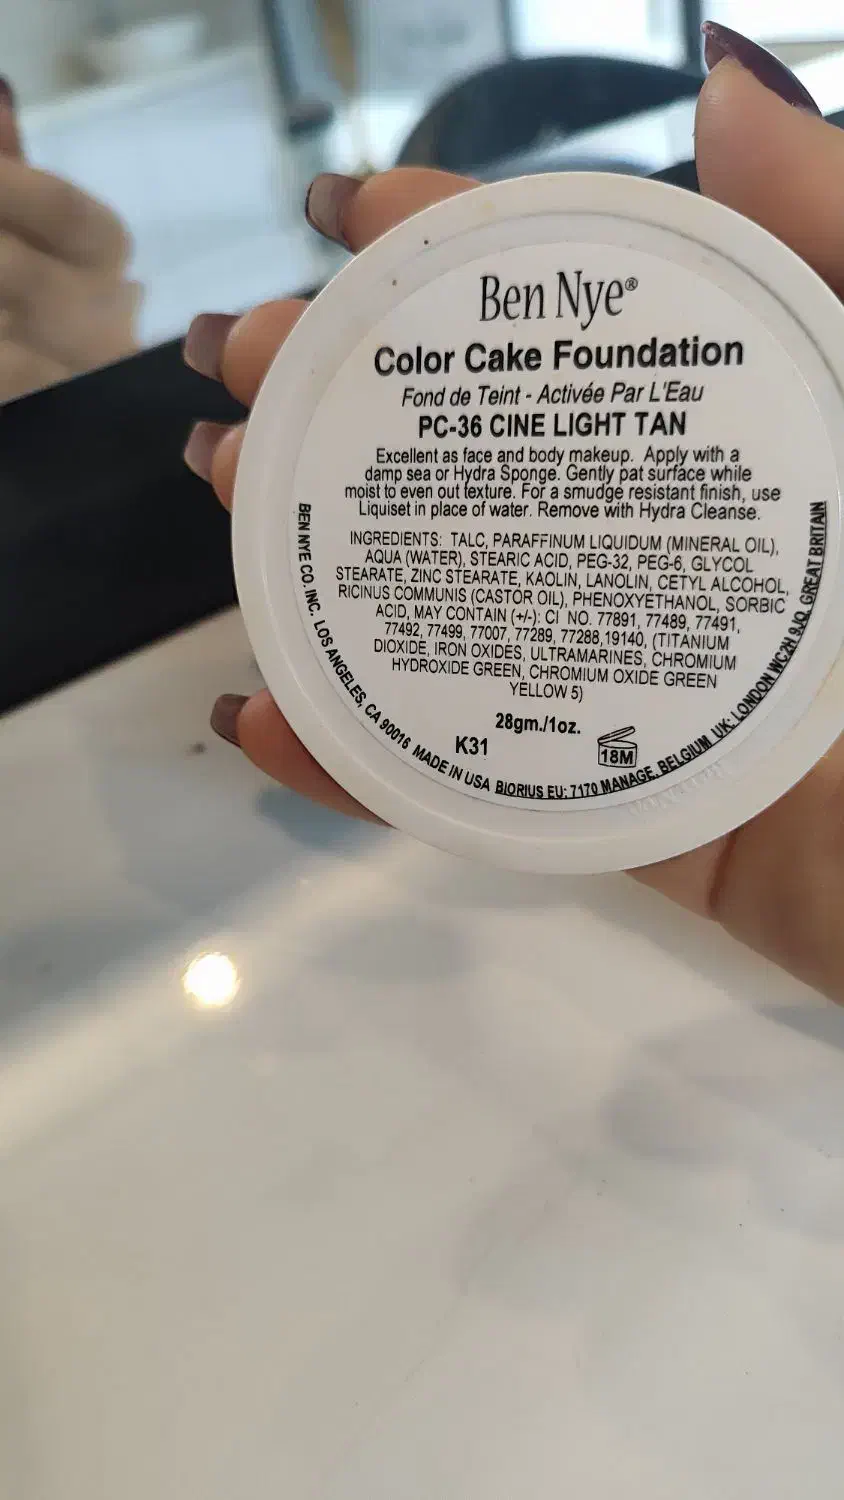 Ben Nye®
Color Cake Foundation
Fond de Teint - Activée Par L'Eau
PC-36 CINE LIGHT TAN
Excellent as face and body makeup. Apply with a
damp sea or Hydra Sponge. Gently pat surface while
moist to even out texture. For a smudge resistant finish, use
Liquiset in place of water. Remove with Hydra Cleanse.
INGREDIENTS: TALC, PARAFFINUM LIQUIDUM (MINERAL OIL),
AQUA (WATER), STEARIC ACID, PEG-32, PEG-6, GLYCOL
STEARATE, ZINC STEARATE, KAOLIN, LANOLIN, CETYL ALCOHOL,
RICINUS COMMUNIS (CASTOR OIL), PHENOXYETHANOL, SORBIC
ACID, MAY CONTAIN (+/-): CI NO. 77891, 77489, 77491,
77492, 77499, 77007, 77289, 77288,19140, (TITANIUM
DIOXIDE, IRON OXIDES, ULTRAMARINES, CHROMIUM
HYDROXIDE GREEN, CHROMIUM OXIDE GREEN
YELLOW 5)
28gm./1oz.
K31
18M
BEN NYE CO. INC. LOS ANGELES, CA 90016 MADE IN USA BIORIUS EU: 7170 MANAGE, BELGIUM UK: LONDON WC2H 9JQ GREAT BRITAIN